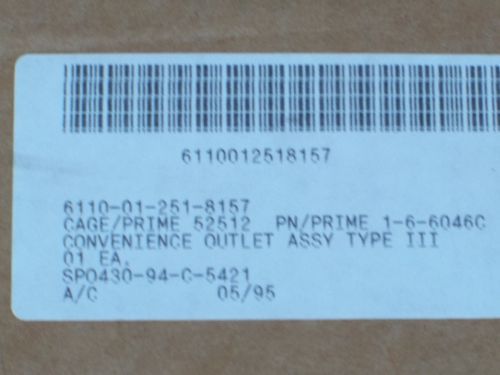 6110012518157
6110-01-251-8157
CAGE/PRIME 52512 PN/PRIME 1-6-6046C
CONVENIENCE OUTLET ASSY TYPE III
01 EA.
SPO430-94-C-5421
A/C 05/95